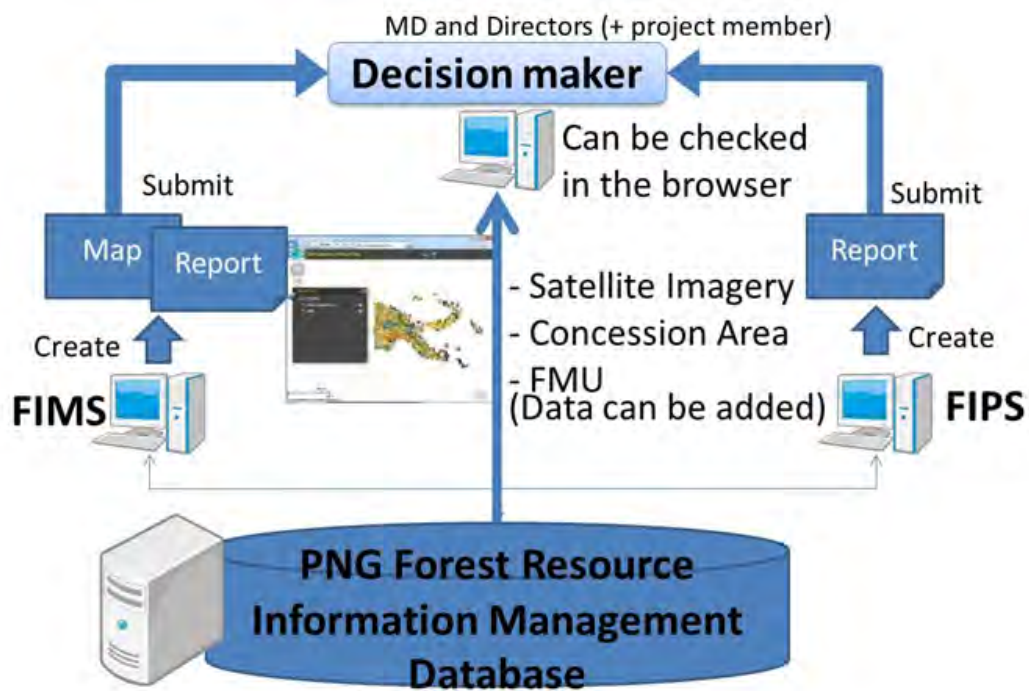 MD and Directors (+ project member)
Decision maker
Can be checked
in the browser
Submit
Submit
Map
Report
Report
- Satellite Imagery
- Concession Area
- FMU
(Data can be added)
Create
Create
FIMS
FIPS
PNG Forest Resource
Information Management
Database